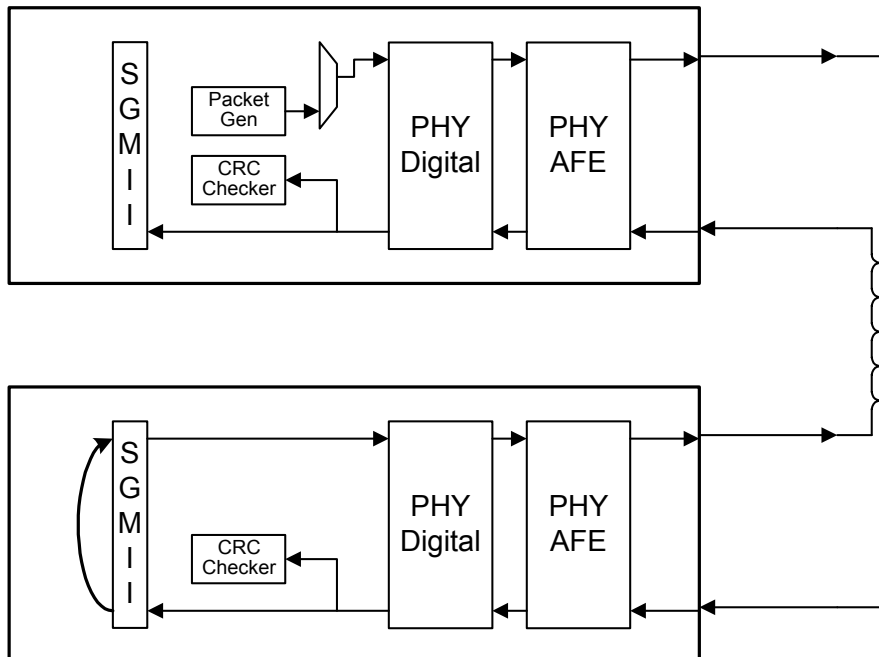 S
G
M
I
I
Packet
Gen
CRC
Checker
PHY
Digital
PHY
AFE
S
G
M
I
I
CRC
Checker
PHY
Digital
PHY
AFE